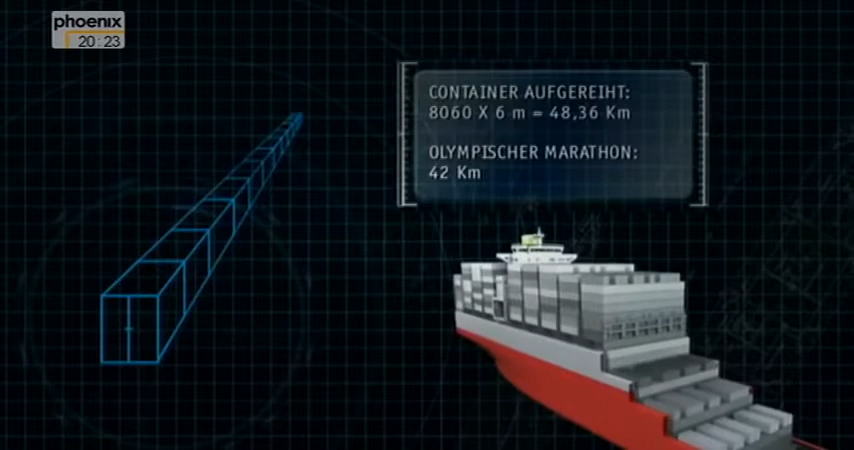 phoenix
20:23
CONTAINER AUFGEREIHT:
8060 X 6 m = 48,36 Km
OLYMPISCHER MARATHON:
42 Km